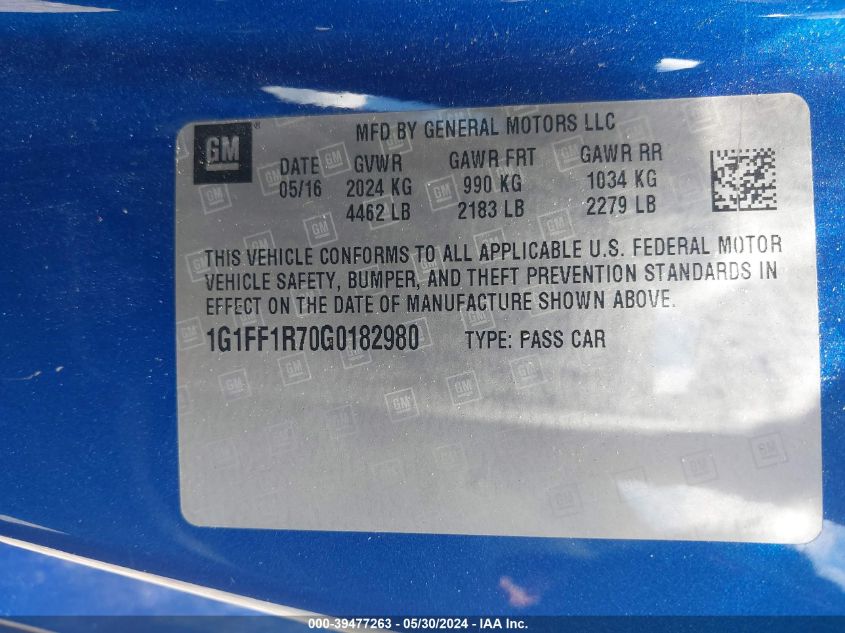 GM ®
MFD BY GENERAL MOTORS LLC
DATE GVWR GAWR FRT GAWR RR
05/16 2024 KG 990 KG 1034 KG
4462 LB 2183 LB 2279 LB
THIS VEHICLE CONFORMS TO ALL APPLICABLE U.S. FEDERAL MOTOR
VEHICLE SAFETY, BUMPER, AND THEFT PREVENTION STANDARDS IN
EFFECT ON THE DATE OF MANUFACTURE SHOWN ABOVE.
1G1FF1R70G0182980 TYPE: PASS CAR
000-39477263 - 05/30/2024 - IAA Inc.